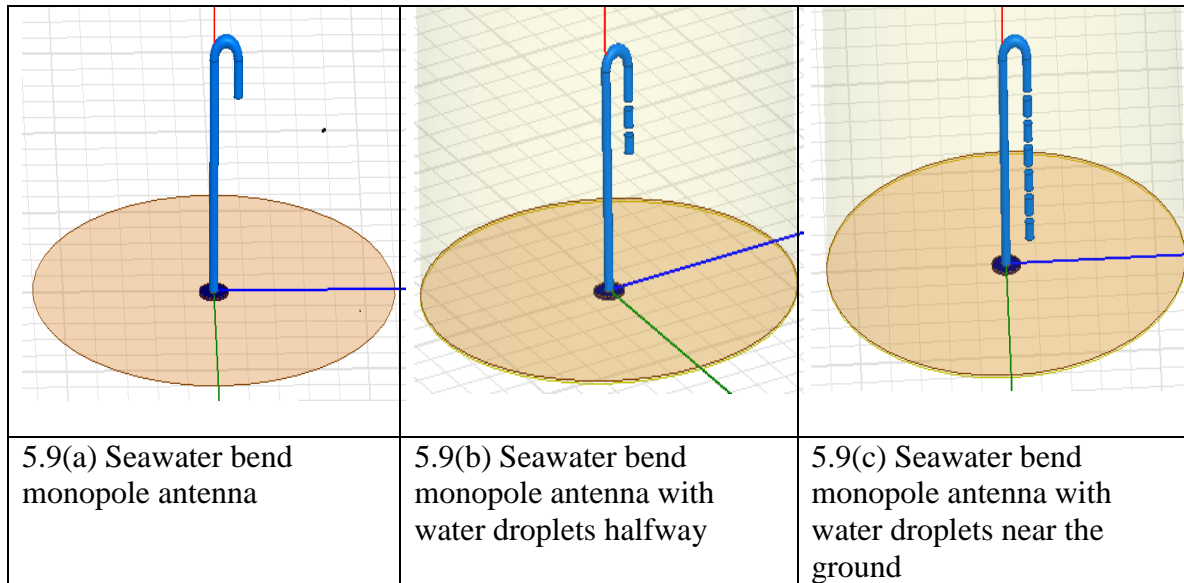 5.9(a) Seawater bend
monopole antenna
5.9(b) Seawater bend
monopole antenna with
water droplets halfway
5.9(c) Seawater bend
monopole antenna with
water droplets near the
ground